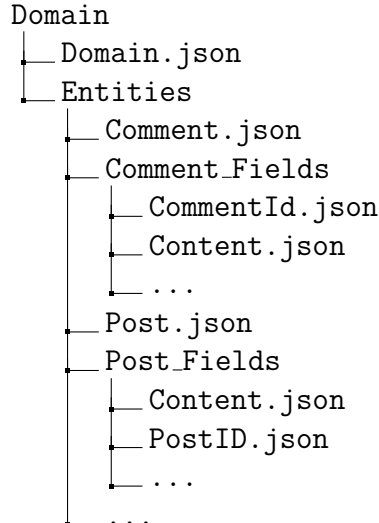 Domain
Domain.json
Entities
Comment.json
Comment_Fields
CommentId.json
Content.json
...
Post.json
Post_Fields
Content.json
PostID.json
...
...